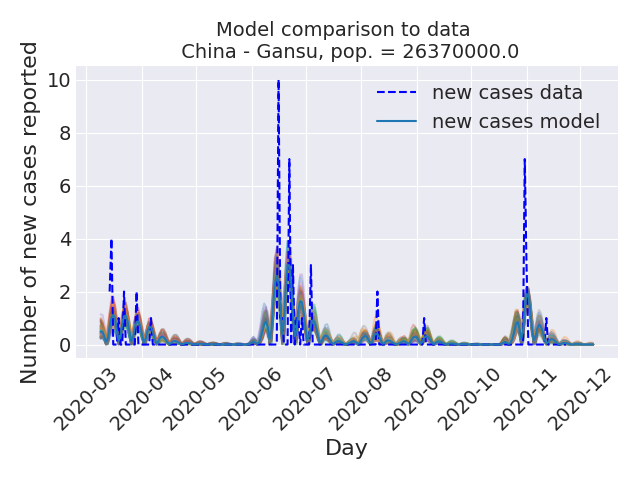 Model comparison to data
China - Gansu, pop. = 26370000.0
Number of new cases reported
10
8
6
4
2
0
new cases data
new cases model
2020-03
2020-04
2020-05
2020-06
2020-07
2020-08
2020-09
2020-10
2020-11
2020-12
Day